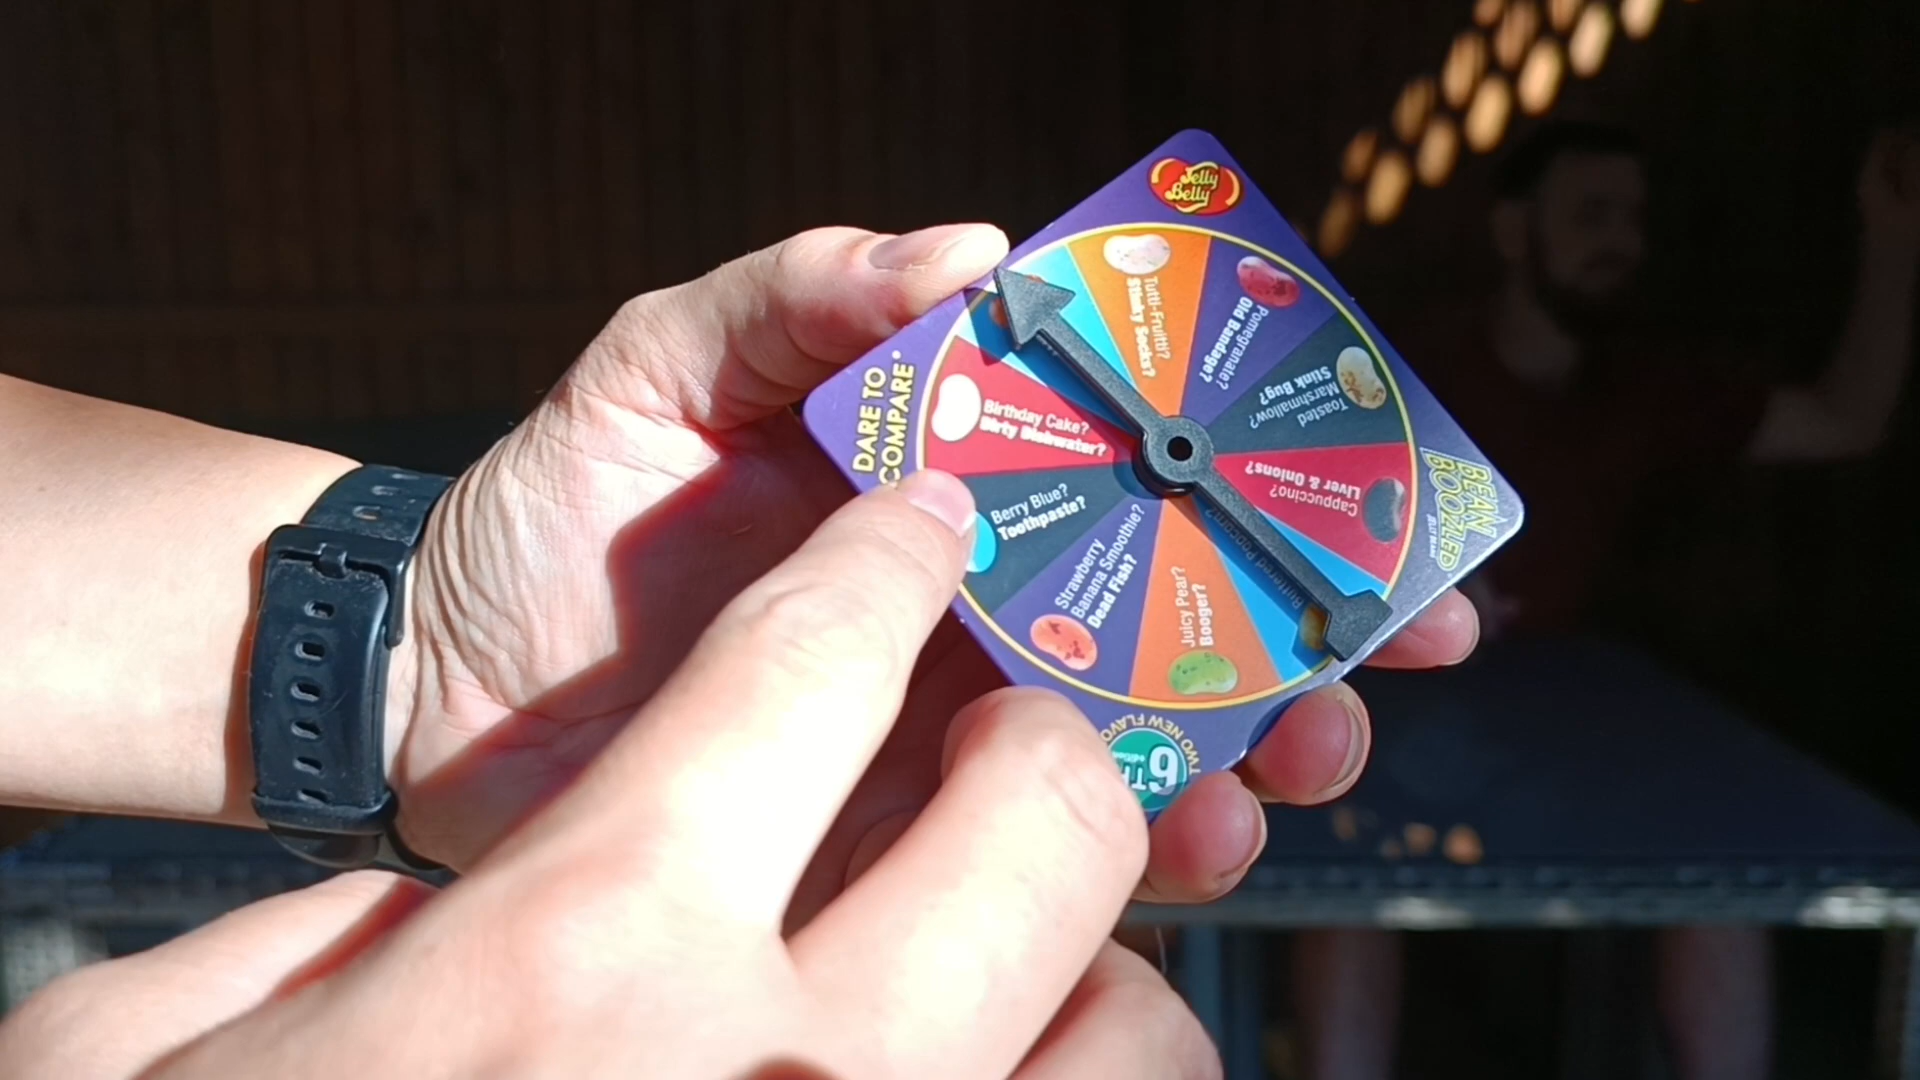 Jelly
Belly
DARE TO
COMPARE
Tutti-Fruitti?
Stinky Socks?
Pomegranate?
Old Bandage?
Toasted
Marshmallow?
Stink Bug?
Cappuccino?
Liver & Onions?
Buttered Popcorn?
Juicy Pear?
Booger?
Strawberry
Banana Smoothie?
Dead Fish?
Berry Blue?
Toothpaste?
Birthday Cake?
Dirty Dishwater?
BEAN
BOOZLED
TWO NEW
6TH